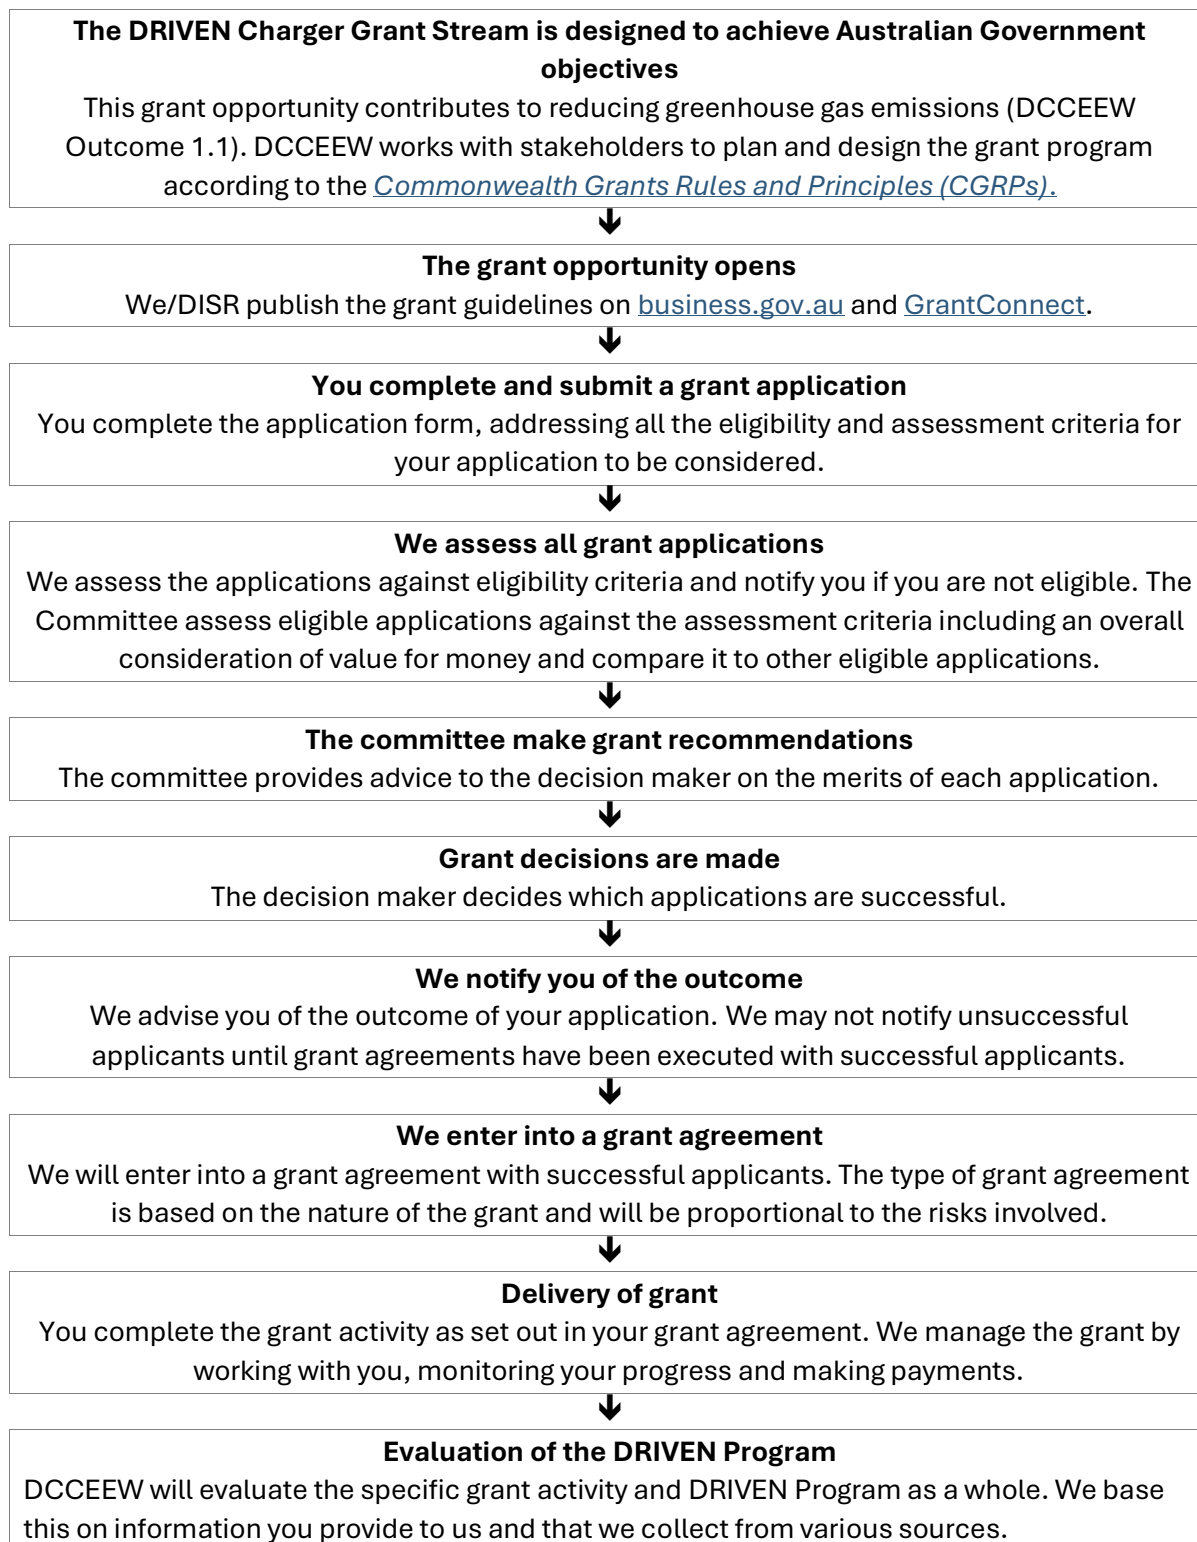 The DRIVEN Charger Grant Stream is designed to achieve Australian Government
objectives
This grant opportunity contributes to reducing greenhouse gas emissions (DCCEEW
Outcome 1.1). DCCEEW works with stakeholders to plan and design the grant program
according to the Commonwealth Grants Rules and Principles (CGRPs).
The grant opportunity opens
We/DISR publish the grant guidelines on business.gov.au and GrantConnect.
You complete and submit a grant application
You complete the application form, addressing all the eligibility and assessment criteria for
your application to be considered.
We assess all grant applications
We assess the applications against eligibility criteria and notify you if you are not eligible. The
Committee assess eligible applications against the assessment criteria including an overall
consideration of value for money and compare it to other eligible applications.
The committee make grant recommendations
The committee provides advice to the decision maker on the merits of each application.
Grant decisions are made
The decision maker decides which applications are successful.
We notify you of the outcome
We advise you of the outcome of your application. We may not notify unsuccessful
applicants until grant agreements have been executed with successful applicants.
We enter into a grant agreement
We will enter into a grant agreement with successful applicants. The type of grant agreement
is based on the nature of the grant and will be proportional to the risks involved.
Delivery of grant
You complete the grant activity as set out in your grant agreement. We manage the grant by
working with you, monitoring your progress and making payments.
Evaluation of the DRIVEN Program
DCCEEW will evaluate the specific grant activity and DRIVEN Program as a whole. We base
this on information you provide to us and that we collect from various sources.